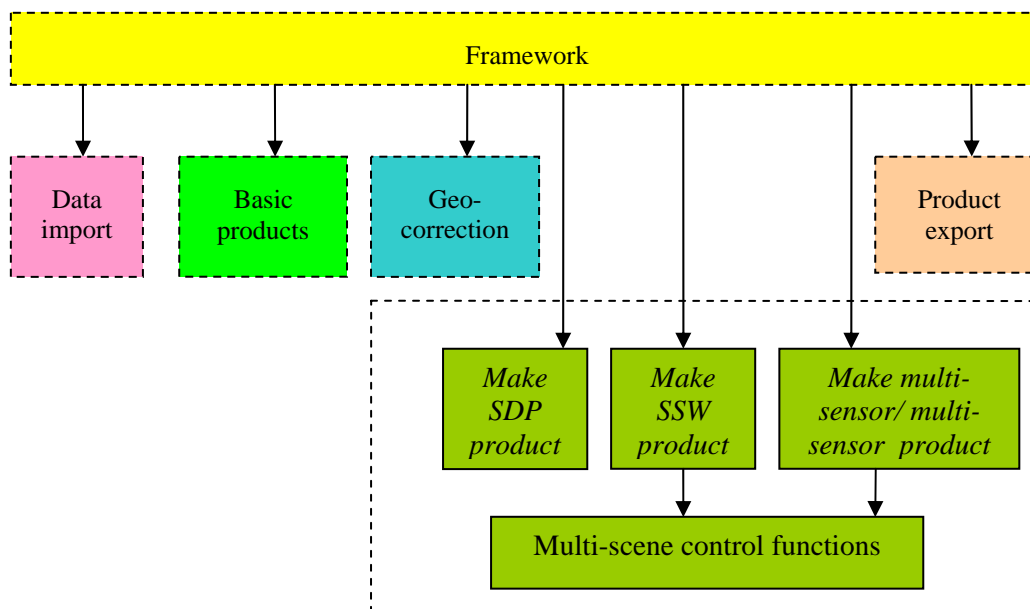 Framework
Data
import
Basic
products
Geo-
correction
Product
export
Make
SDP
product
Make
SSW
product
Make multi-
sensor/ multi-
sensor product
Multi-scene control functions